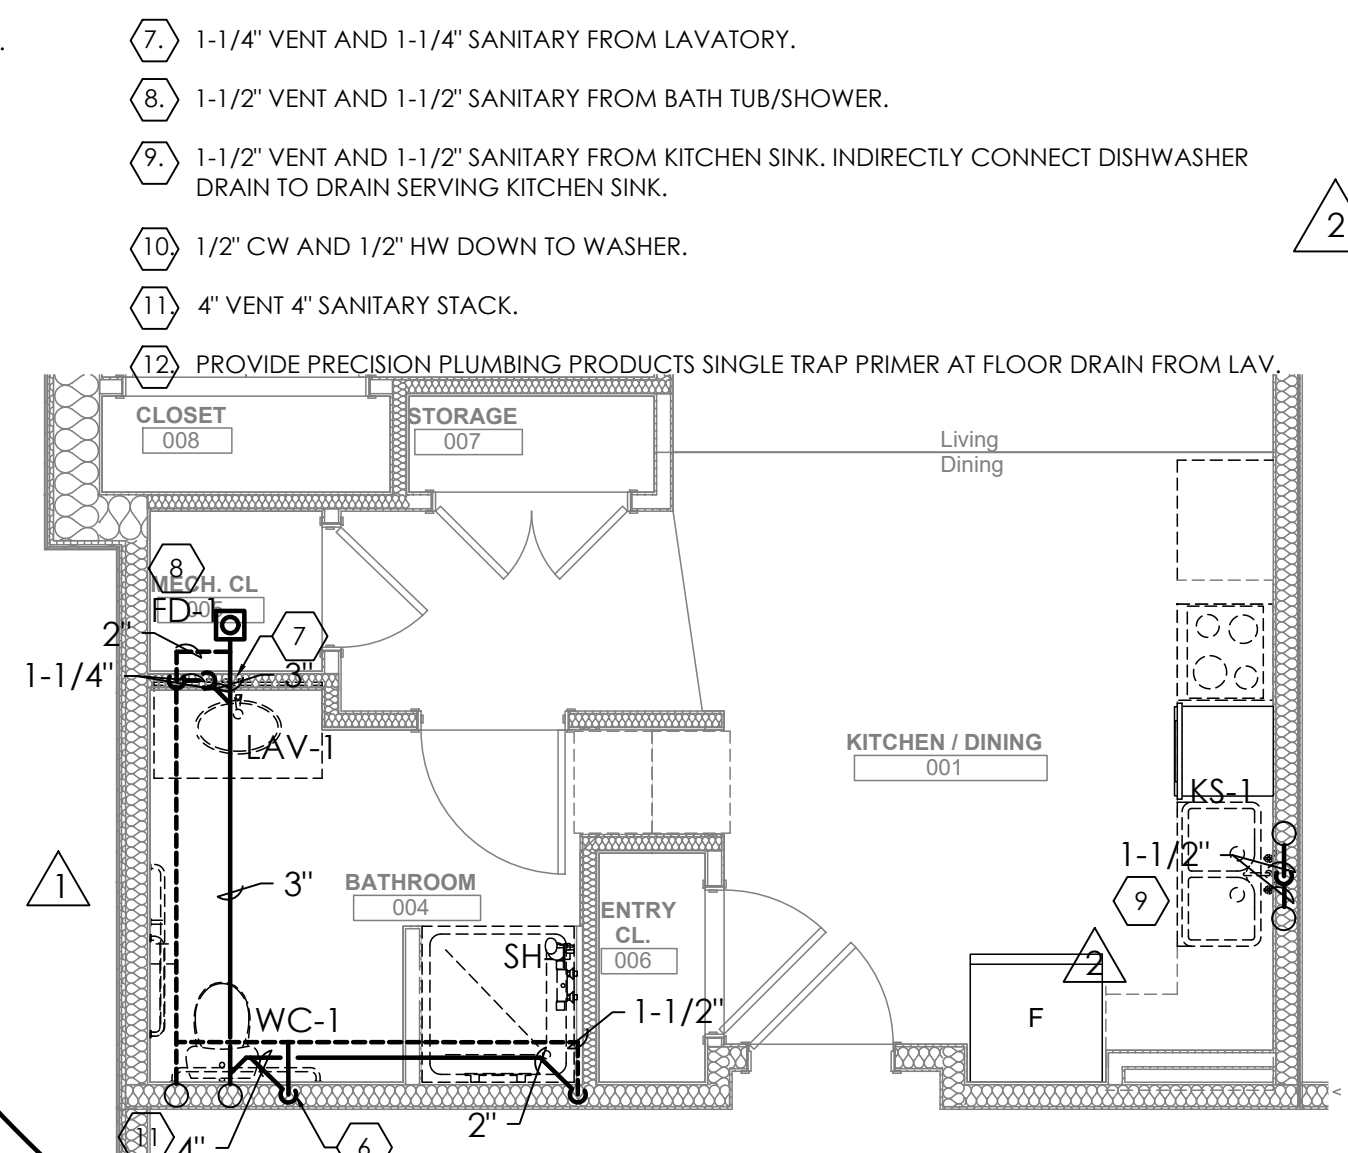 .
7. 1-1/4" VENT AND 1-1/4" SANITARY FROM LAVATORY.
8. 1-1/2" VENT AND 1-1/2" SANITARY FROM BATH TUB/SHOWER.
9. 1-1/2" VENT AND 1-1/2" SANITARY FROM KITCHEN SINK. INDIRECTLY CONNECT DISHWASHER
DRAIN TO DRAIN SERVING KITCHEN SINK.
2
10. 1/2" CW AND 1/2" HW DOWN TO WASHER.
11. 4" VENT 4" SANITARY STACK.
12. PROVIDE PRECISION PLUMBING PRODUCTS SINGLE TRAP PRIMER AT FLOOR DRAIN FROM LAV.
CLOSET
008
STORAGE
007
Living
Dining
8
MECH. CL
005
FD-1
2"
7
1-1/4"
3"
LAV-1
KITCHEN / DINING
001
KS-1
1-1/2"
9
1
3"
BATHROOM
004
ENTRY
CL.
006
SH
2
WC-1
1-1/2"
F
2"
11
4"
6